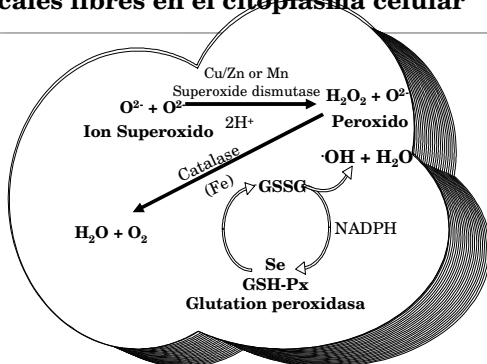 cales libres en el citoplasma celular
Cu/Zn or Mn
Superoxide dismutase
O²⁻ + O²⁻
H₂O₂ + O²⁻
Ion Superoxido
2H⁺
Peroxido
Catalase
(Fe)
·OH + H₂O
GSSG
H₂O + O₂
NADPH
Se
GSH-Px
Glutation peroxidasa